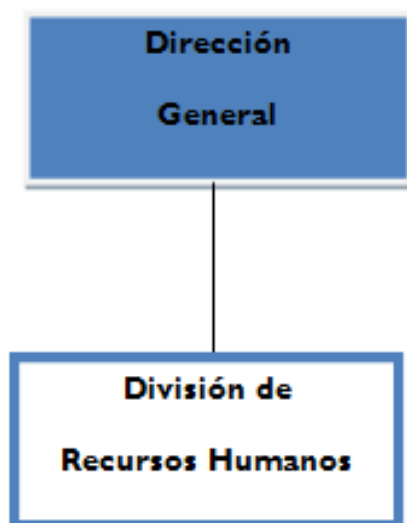 Dirección
General
División de
Recursos Humanos